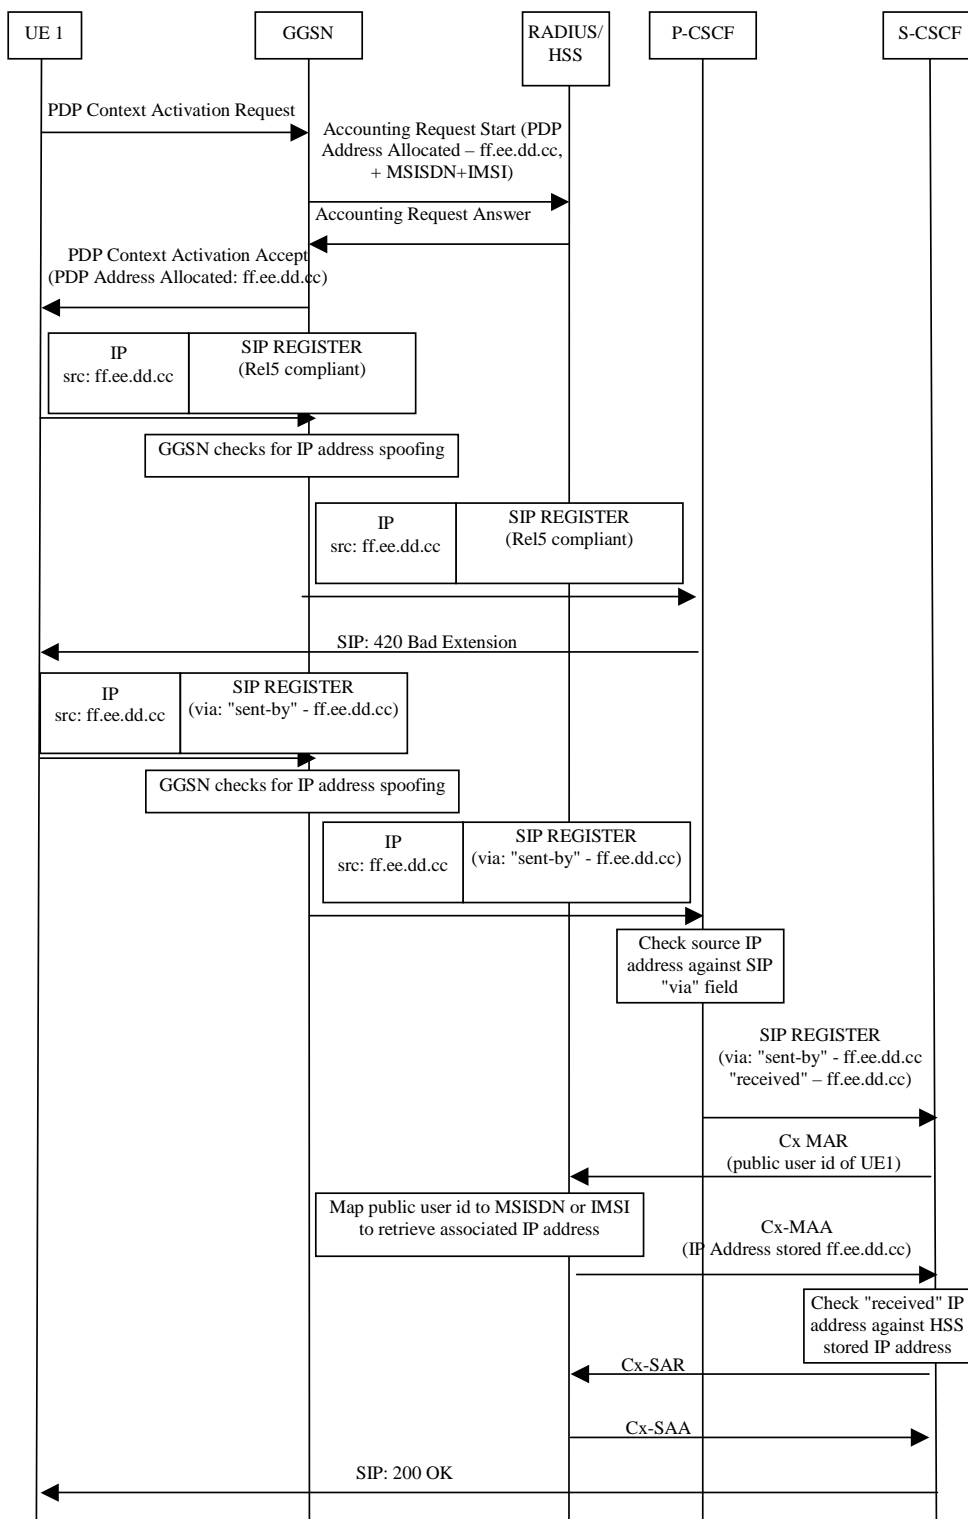 UE 1
GGSN
RADIUS/
HSS
P-CSCF
S-CSCF
PDP Context Activation Request
Accounting Request Start (PDP
Address Allocated – ff.ee.dd.cc,
+ MSISDN+IMSI)
Accounting Request Answer
PDP Context Activation Accept
(PDP Address Allocated: ff.ee.dd.cc)
IP
src: ff.ee.dd.cc
SIP REGISTER
(Rel5 compliant)
GGSN checks for IP address spoofing
IP
src: ff.ee.dd.cc
SIP REGISTER
(Rel5 compliant)
SIP: 420 Bad Extension
IP
src: ff.ee.dd.cc
SIP REGISTER
(via: "sent-by" - ff.ee.dd.cc)
GGSN checks for IP address spoofing
IP
src: ff.ee.dd.cc
SIP REGISTER
(via: "sent-by" - ff.ee.dd.cc)
Check source IP
address against SIP
"via" field
SIP REGISTER
(via: "sent-by" - ff.ee.dd.cc
"received" – ff.ee.dd.cc)
Cx MAR
(public user id of UE1)
Map public user id to MSISDN or IMSI
to retrieve associated IP address
Cx-MAA
(IP Address stored ff.ee.dd.cc)
Check "received" IP
address against HSS
stored IP address
Cx-SAR
Cx-SAA
SIP: 200 OK